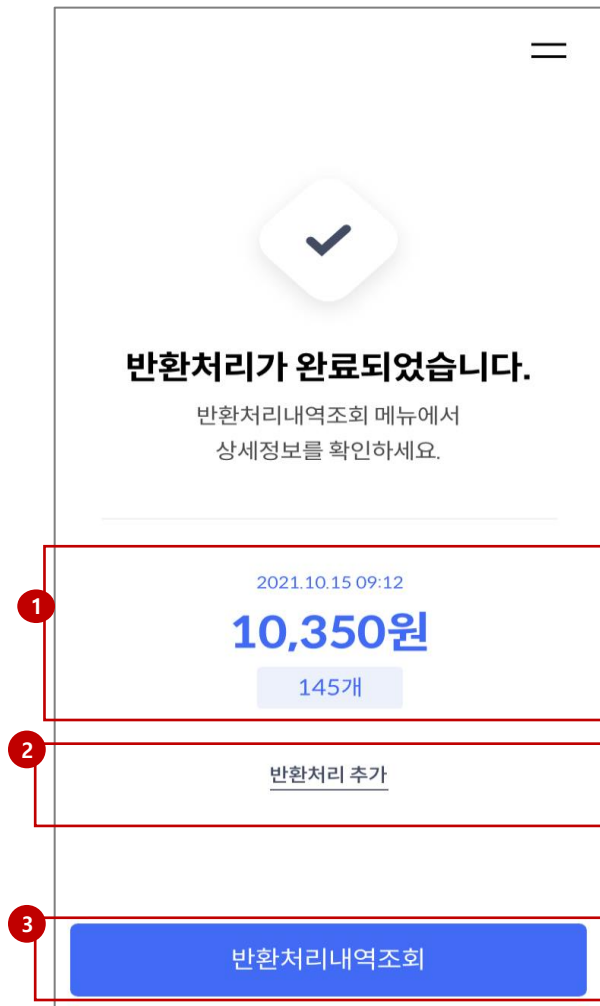 반환처리가 완료되었습니다.
반환처리내역조회 메뉴에서
상세정보를 확인하세요.
1
2021.10.15 09:12
10,350원
145개
2
반환처리 추가
3
반환처리내역조회